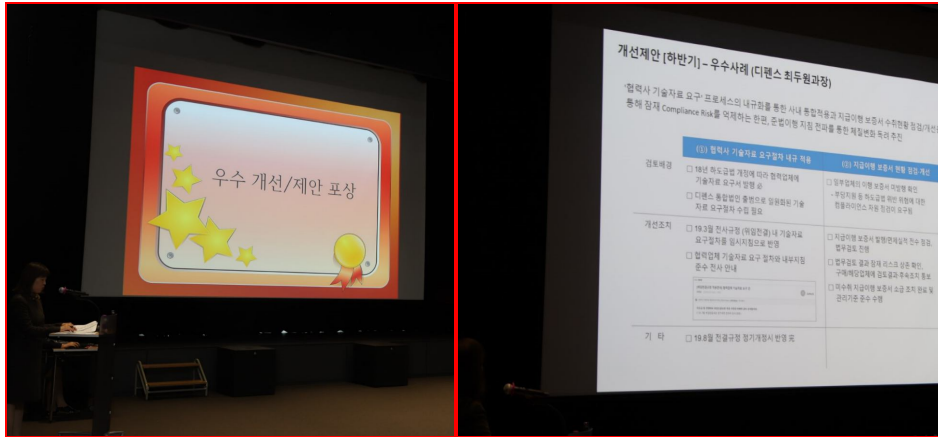 우수 개선/제안 포상
개선제안 [하반기] – 우수사례 (디펜스 최두원과장)
'협력사 기술자료 요구' 프로세스의 내규화를 통한 사내 통합적용과 지급이행 보증서 수취현황 점검/개선
통해 잠재 Compliance Risk를 억제하는 한편, 준법이행 지침 전파를 통한 체질변화 독려 추진
협력사 기술자료 요구절차 내규 적용
지급이행 보증서 현황 점검·개선
검토배경
□ 18년 하도급법 개정에 따라 협력업체에
기술자료 요구서 발행 必
□ 디펜스 통합법인 출범으로 일원화된 기술
자료 요구절차 수립 필요
□ 일부업체의 이행 보증서 미발행 확인
– 부당지원 등 하도급법 위반 위험에 대한
컴플라이언스 차원 점검이 요구됨
개선조치
□ 19.3월 전사규정 (위임전결) 내 기술자료
요구절차를 임시지침으로 반영
□ 협력업체 기술자료 요구 절차와 내부지침
준수 전사 안내
□ 지급이행 보증서 발행/면제실적 전수 점검,
법무검토 진행
□ 법무검토 결과 잠재 리스크 상존 확인,
구매/해당업체에 검토결과 후속조치 통보
□ 미수취 지급이행 보증서 소급 조치 완료 및
관리기준 준수 수행
기 타
□ 19.8월 전결규정 정기개정시 반영 完